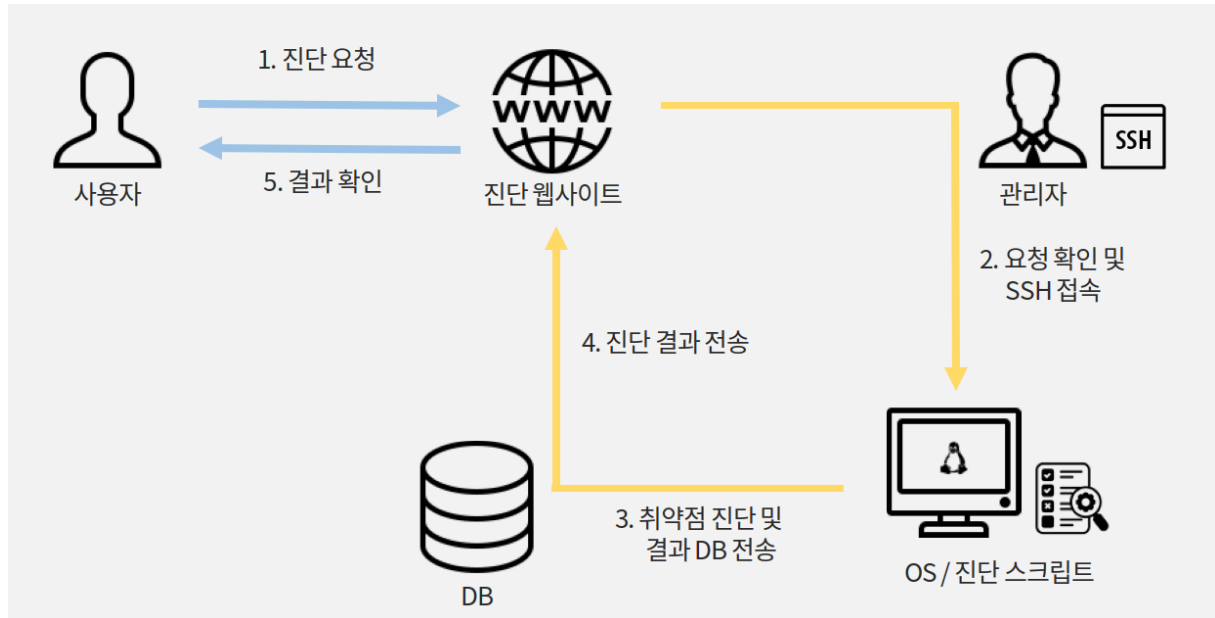 1. 진단 요청
WWW
SSH
5. 결과 확인
사용자
진단 웹사이트
관리자
2. 요청 확인 및
SSH 접속
4. 진단 결과 전송
3. 취약점 진단 및
결과 DB 전송
OS / 진단 스크립트
DB